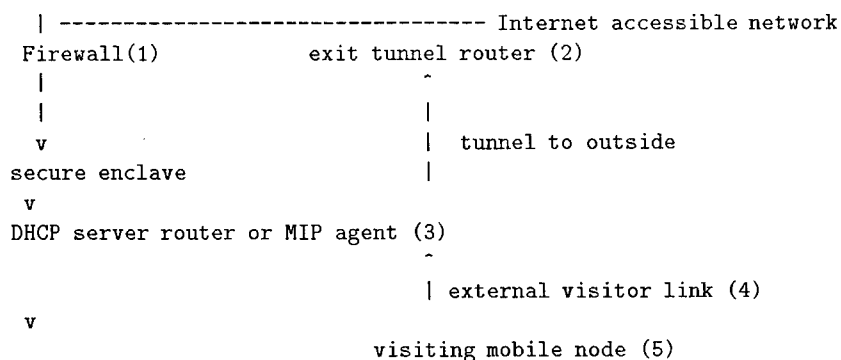 | ---------------------------------- Internet accessible network
Firewall(1) exit tunnel router (2)
| ^
| |
v | tunnel to outside
secure enclave |
v
DHCP server router or MIP agent (3)
^
| external visitor link (4)
v
visiting mobile node (5)